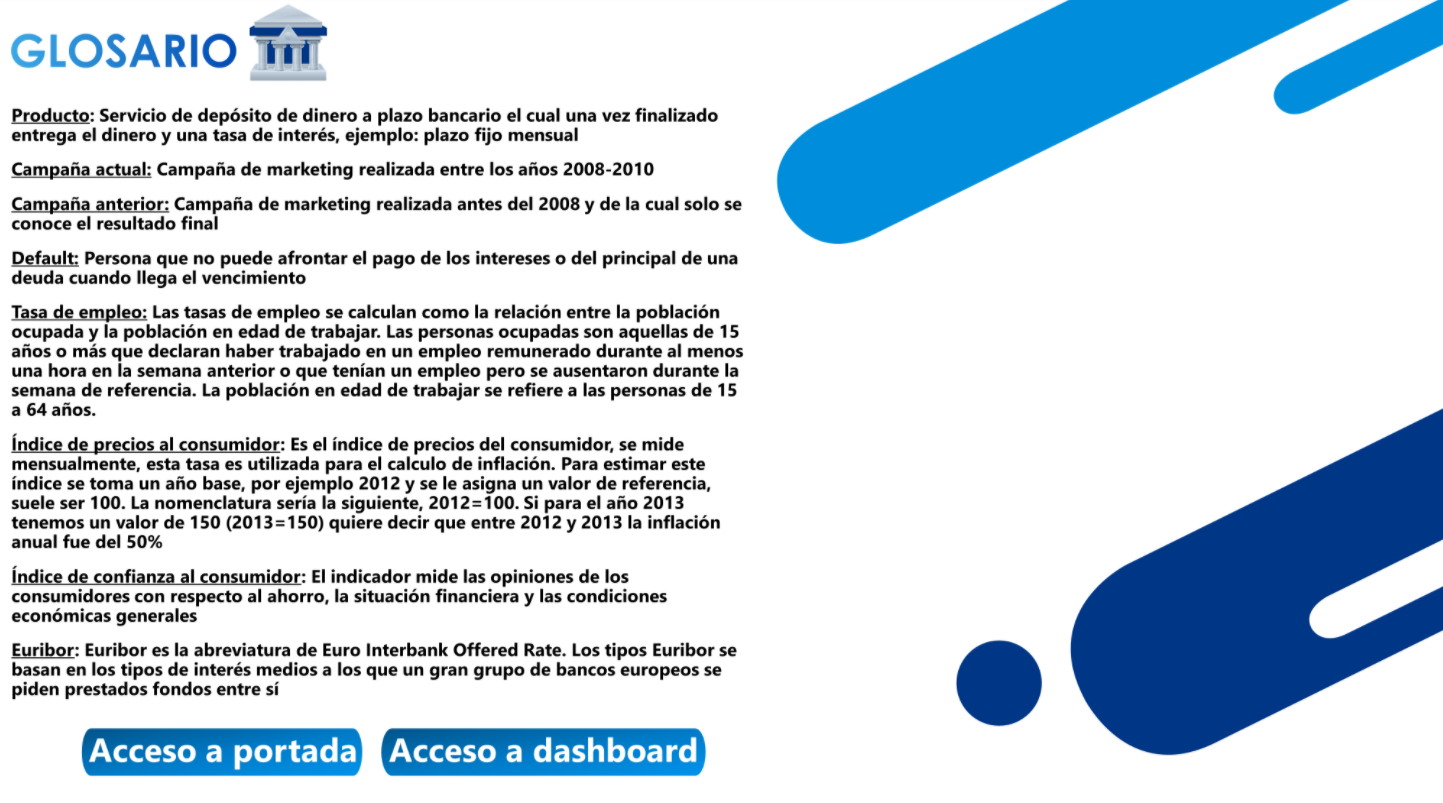 GLOSARIO
Producto: Servicio de depósito de dinero a plazo bancario el cual una vez finalizado
entrega el dinero y una tasa de interés, ejemplo: plazo fijo mensual
Campaña actual: Campaña de marketing realizada entre los años 2008-2010
Campaña anterior: Campaña de marketing realizada antes del 2008 y de la cual solo se
conoce el resultado final
Default: Persona que no puede afrontar el pago de los intereses o del principal de una
deuda cuando llega el vencimiento
Tasa de empleo: Las tasas de empleo se calculan como la relación entre la población
ocupada y la población en edad de trabajar. Las personas ocupadas son aquellas de 15
años o más que declaran haber trabajado en un empleo remunerado durante al menos
una hora en la semana anterior o que tenían un empleo pero se ausentaron durante la
semana de referencia. La población en edad de trabajar se refiere a las personas de 15
a 64 años.
Índice de precios al consumidor: Es el índice de precios del consumidor, se mide
mensualmente, esta tasa es utilizada para el calculo de inflación. Para estimar este
índice se toma un año base, por ejemplo 2012 y se le asigna un valor de referencia,
suele ser 100. La nomenclatura sería la siguiente, 2012=100. Si para el año 2013
tenemos un valor de 150 (2013=150) quiere decir que entre 2012 y 2013 la inflación
anual fue del 50%
Índice de confianza al consumidor: El indicador mide las opiniones de los
consumidores con respecto al ahorro, la situación financiera y las condiciones
económicas generales
Euribor: Euribor es la abreviatura de Euro Interbank Offered Rate. Los tipos Euribor se
basan en los tipos de interés medios a los que un gran grupo de bancos europeos se
piden prestados fondos entre sí
Acceso a portada
Acceso a dashboard